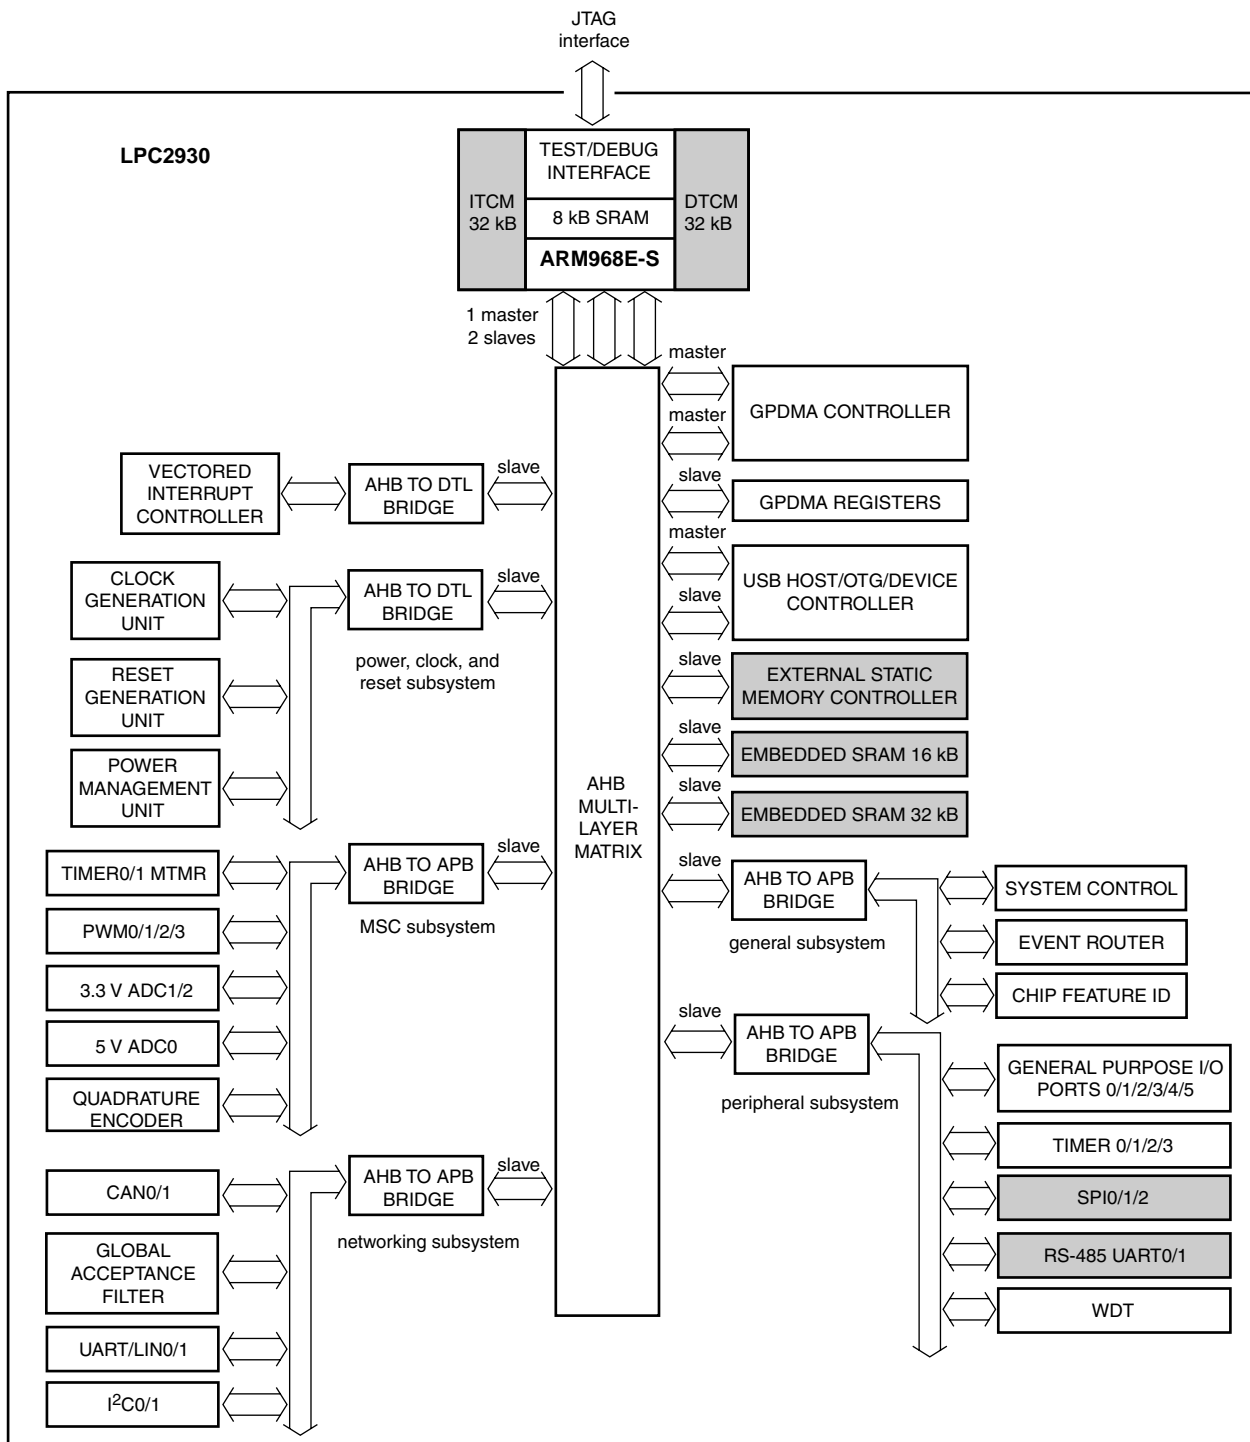 JTAG
interface
LPC2930
ITCM
32 kB
TEST/DEBUG
INTERFACE
8 kB SRAM
ARM968E-S
DTCM
32 kB
1 master
2 slaves
master
GPDMA CONTROLLER
master
slave
GPDMA REGISTERS
master
USB HOST/OTG/DEVICE
CONTROLLER
slave
slave
EXTERNAL STATIC
MEMORY CONTROLLER
slave
EMBEDDED SRAM 16 kB
slave
EMBEDDED SRAM 32 kB
AHB
MULTI-
LAYER
MATRIX
VECTORED
INTERRUPT
CONTROLLER
AHB TO DTL
BRIDGE
slave
CLOCK
GENERATION
UNIT
AHB TO DTL
BRIDGE
slave
power, clock, and
reset subsystem
RESET
GENERATION
UNIT
POWER
MANAGEMENT
UNIT
TIMER0/1 MTMR
AHB TO APB
BRIDGE
slave
MSC subsystem
PWM0/1/2/3
3.3 V ADC1/2
5 V ADC0
QUADRATURE
ENCODER
CAN0/1
AHB TO APB
BRIDGE
slave
networking subsystem
GLOBAL
ACCEPTANCE
FILTER
UART/LIN0/1
I2C0/1
slave
AHB TO APB
BRIDGE
general subsystem
SYSTEM CONTROL
EVENT ROUTER
CHIP FEATURE ID
slave
AHB TO APB
BRIDGE
peripheral subsystem
GENERAL PURPOSE I/O
PORTS 0/1/2/3/4/5
TIMER 0/1/2/3
SPI0/1/2
RS-485 UART0/1
WDT